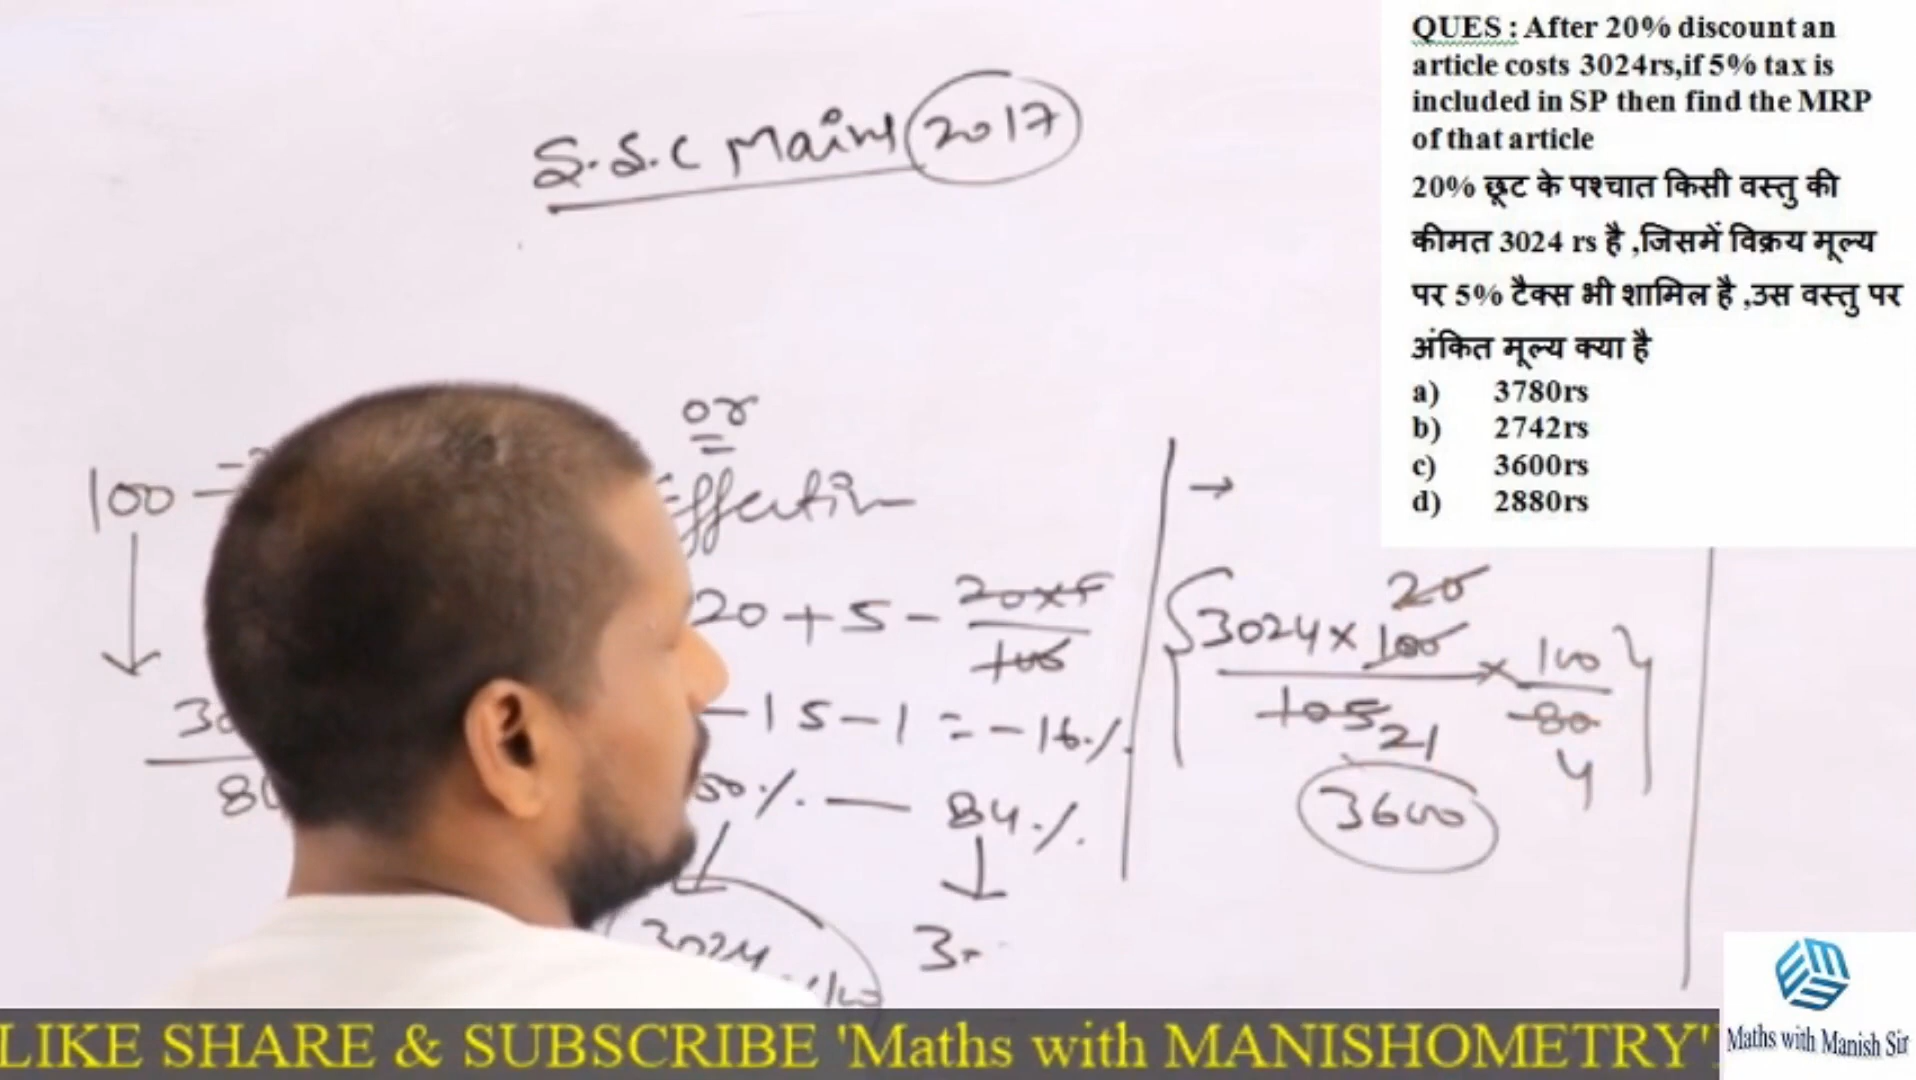 QUES : After 20% discount an
article costs 3024rs,if 5% tax is
included in SP then find the MRP
of that article
20% छूट के पश्चात किसी वस्तु की
कीमत 3024 rs है ,जिसमें विक्रय मूल्य
पर 5% टैक्स भी शामिल है ,उस वस्तु पर
अंकित मूल्य क्या है
a) 3780rs
b) 2742rs
c) 3600rs
d) 2880rs
S.S.C Mains 2017
100
or
20 + 5 - 20x5
100
-15-1 = -16%
84%
3024
→
3024 x 100 x 100
20
105 80
21 4
3600
LIKE SHARE & SUBSCRIBE 'Maths with MANISHOMETRY'
Maths with Manish Sir